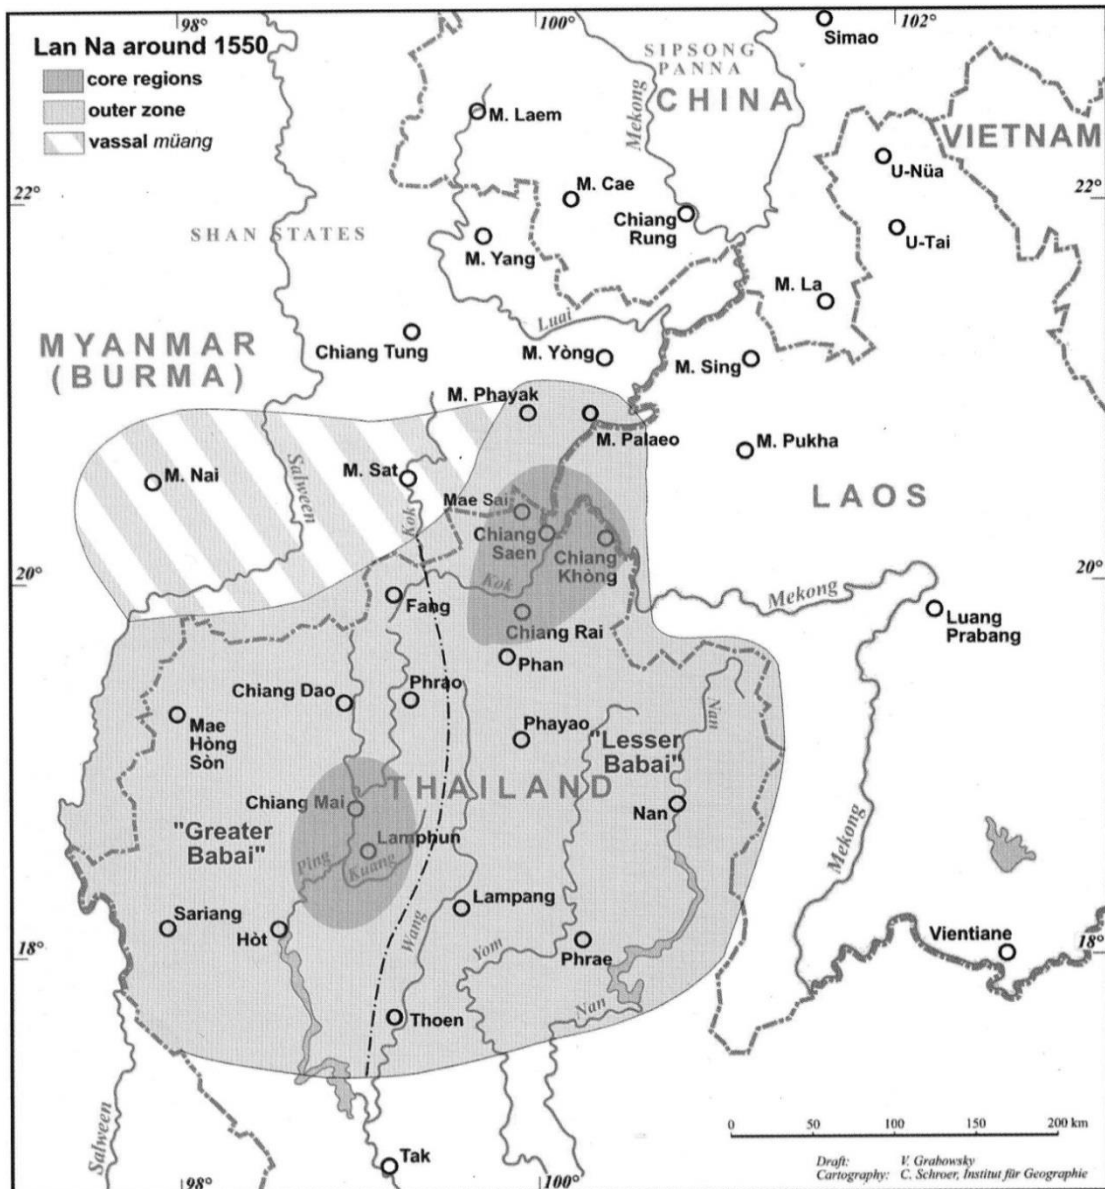 98°
100°
102°
Lan Na around 1550
core regions
outer zone
vassal müang
Simao
SIPSONG
PANNA
CHINA
Mekong
M. Laem
VIETNAM
U-Nüa
22°
22°
M. Cae
Chiang
Rung
U-Tai
SHAN STATES
M. Yang
M. La
Luai
MYANMAR
(BURMA)
Chiang Tung
M. Yòng
M. Sing
M. Phayak
M. Palaeo
M. Pukha
M. Nai
Salween
M. Sat
Kok
Mae Sai
LAOS
Chiang
Saen
Chiang
Khòng
20°
20°
Kok
Fang
Mekong
Luang
Prabang
Chiang Rai
Phan
Chiang Dao
Phrao
Nan
Mae
Hòng
Sòn
Phayao
"Lesser
Babai"
THAILAND
Chiang Mai
Nan
Mekong
"Greater
Babai"
Lamphun
Ping
Kuang
Lampang
Sariang
Hòt
Wang
Yom
Phrae
Vientiane
18°
18°
Nan
Thoen
Salween
Tak
0 50 100 200 km
Draft: V. Grabowsky
Cartography: C. Schroer, Institut für Geographie
98°
100°